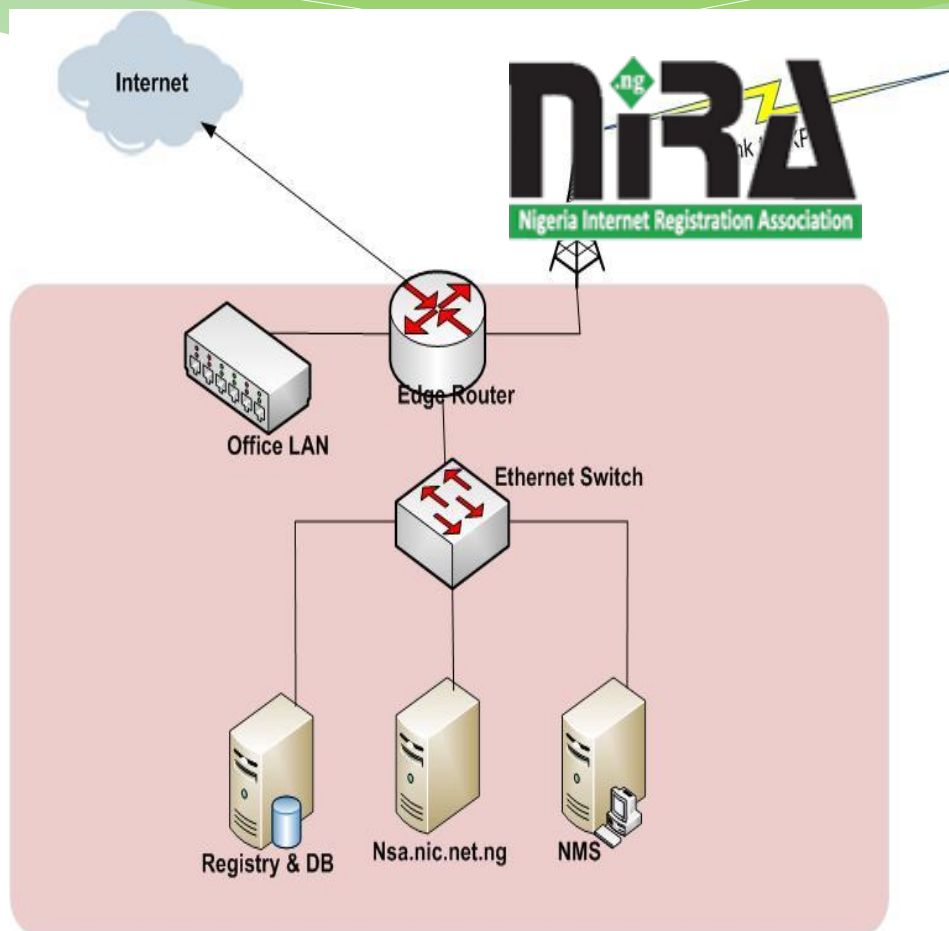 Internet
.ng
NiRA
Nigeria Internet Registration Association
Edge Router
Office LAN
Ethernet Switch
Registry & DB
Nsa.nic.net.ng
NMS